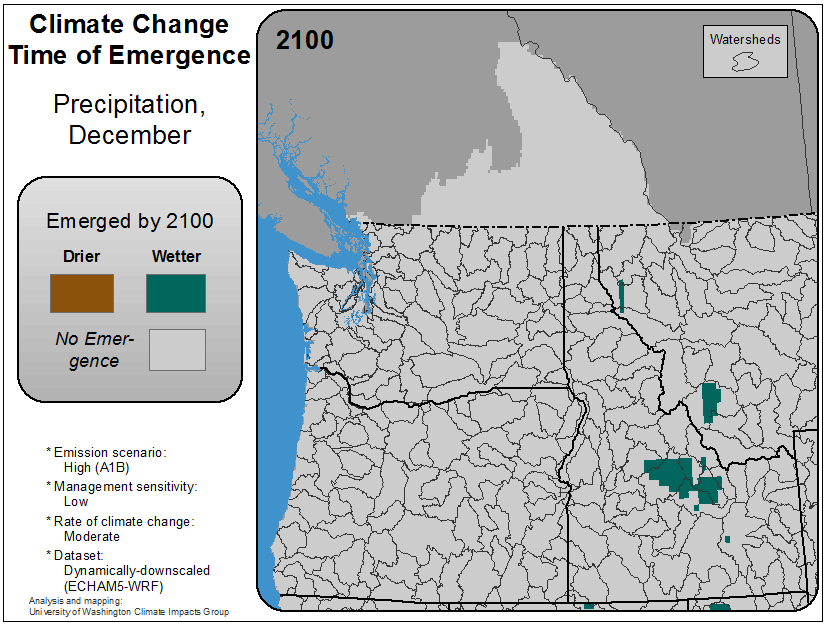 Climate Change
Time of Emergence
Precipitation,
December
Emerged by 2100
Drier
Wetter
No Emer-
gence
* Emission scenario:
High (A1B)
* Management sensitivity:
Low
* Rate of climate change:
Moderate
* Dataset:
Dynamically-downscaled
(ECHAM5-WRF)
Analysis and mapping:
University of Washington Climate Impacts Group
2100
Watersheds